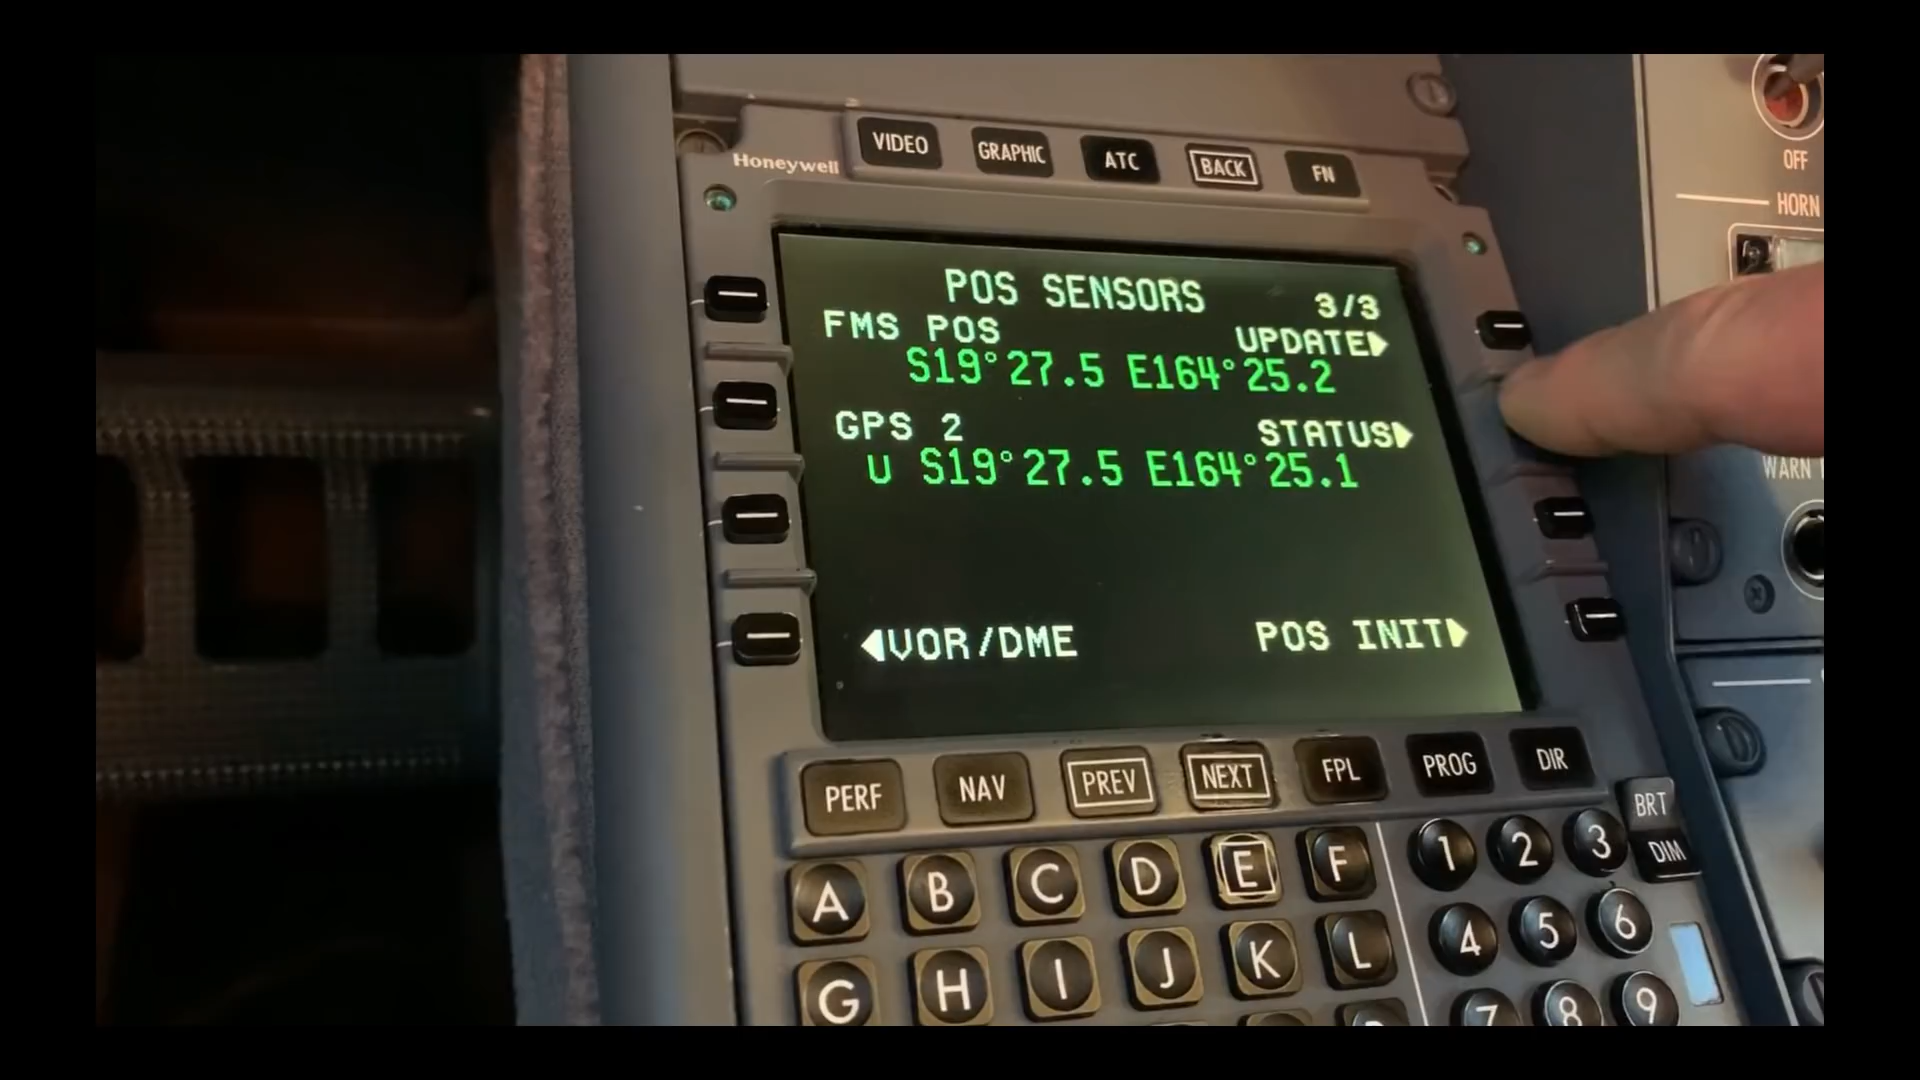 VIDEO GRAPHIC ATC BACK FN
Honeywell
OFF
HORN
POS SENSORS 3/3
FMS POS UPDATE
S19°27.5 E164°25.2
GPS 2 STATUS
U S19°27.5 E164°25.1
WARN
VOR/DME POS INIT
PERF NAV PREV NEXT FPL PROG DIR
BRT
DIM
A B C D E F 1 2 3
G H I J K L 4 5 6
7 8 9